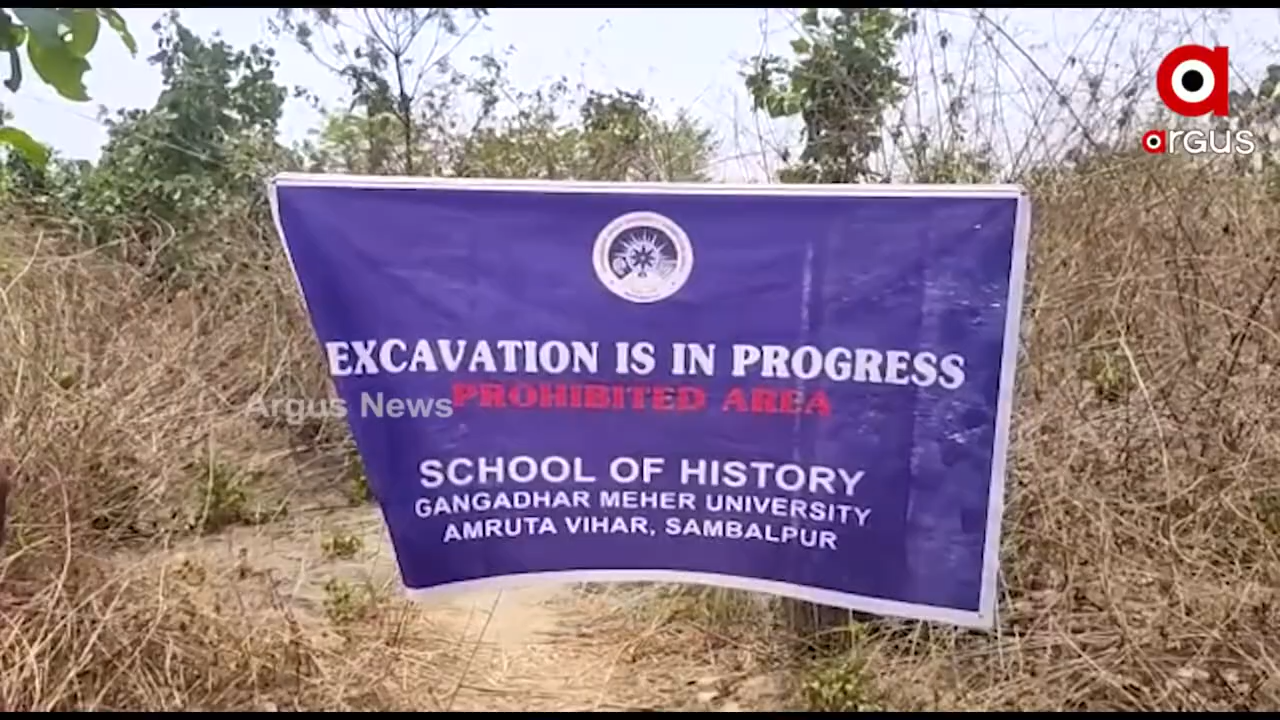 argus
EXCAVATION IS IN PROGRESS
PROHIBITED AREA
Argus News
SCHOOL OF HISTORY
GANGADHAR MEHER UNIVERSITY
AMRUTA VIHAR, SAMBALPUR